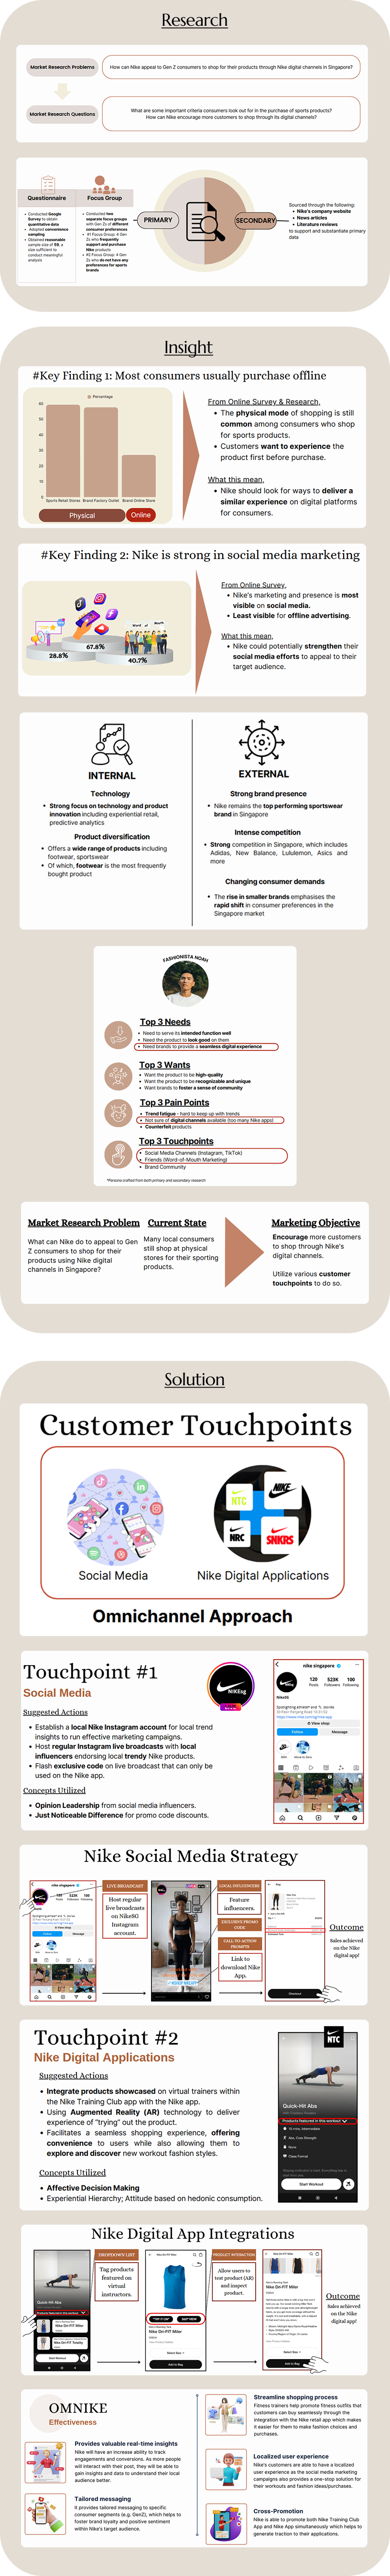 Research
Market Research Problems
How can Nike appeal to Gen Z consumers to shop for their products through Nike digital channels in Singapore?
Market Research Questions
What are some important criteria consumers look out for in the purchase of sports products?
How can Nike encourage more customers to shop through its digital channels?
Questionnaire
• Conducted Google
Survey to obtain
quantitative data
• Adopted convenience
sampling
• Obtained reasonable
sample size of 59, a
size sufficient to
conduct meaningful
analysis
Focus Group
• Conducted two
separate focus groups
with Gen Zs of different
consumer preferences
• #1 Focus Group: 4 Gen
Zs who frequently
support and purchase
Nike products
• #2 Focus Group: 4 Gen
Zs who do not have any
preferences for sports
brands
PRIMARY
SECONDARY
Sourced through the following:
• Nike's company website
• News articles
• Literature reviews
to support and substantiate primary
data
Insight
#Key Finding 1: Most consumers usually purchase offline
Percentage
60
50
40
30
20
10
0
Sports Retail Stores
Brand Factory Outlet
Brand Online Store
Physical
Online
From Online Survey & Research,
• The physical mode of shopping is still
common among consumers who shop
for sports products.
• Customers want to experience the
product first before purchase.
What this mean,
• Nike should look for ways to deliver a
similar experience on digital platforms
for consumers.
#Key Finding 2: Nike is strong in social media marketing
28.8%
67.8%
Word of Mouth
40.7%
From Online Survey,
• Nike's marketing and presence is most
visible on social media.
• Least visible for offline advertising.
What this mean,
• Nike could potentially strengthen their
social media efforts to appeal to their
target audience.
INTERNAL
Technology
• Strong focus on technology and product
innovation including experiential retail,
predictive analytics
Product diversification
• Offers a wide range of products including
footwear, sportswear
• Of which, footwear is the most frequently
bought product
EXTERNAL
Strong brand presence
• Nike remains the top performing sportswear
brand in Singapore
Intense competition
• Strong competition in Singapore, which includes
Adidas, New Balance, Lululemon, Asics and
more
Changing consumer demands
• The rise in smaller brands emphasises the
rapid shift in consumer preferences in the
Singapore market
FASHIONISTA NOAH
Top 3 Needs
• Need to serve its intended function well
• Need the product to look good on them
• Need brands to provide a seamless digital experience
Top 3 Wants
• Want the product to be high-quality
• Want the product to be recognizable and unique
• Want brands to foster a sense of community
Top 3 Pain Points
• Trend fatigue - hard to keep up with trends
• Not sure of digital channels available (too many Nike apps)
• Counterfeit products
Top 3 Touchpoints
• Social Media Channels (Instagram, TikTok)
• Friends (Word-of-Mouth Marketing)
• Brand Community
*Persona crafted from both primary and secondary research
Market Research Problem
What can Nike do to appeal to Gen
Z consumers to shop for their
products using Nike digital
channels in Singapore?
Current State
Many local consumers
still shop at physical
stores for their sporting
products.
Marketing Objective
Encourage more customers
to shop through Nike's
digital channels.
Utilize various customer
touchpoints to do so.
Solution
Customer Touchpoints
NTC
NIKE
NRC
SNKRS
Social Media
Nike Digital Applications
Omnichannel Approach
Touchpoint #1
Social Media
NIKEsg
Suggested Actions
• Establish a local Nike Instagram account for local trend
insights to run effective marketing campaigns.
• Host regular Instagram live broadcasts with local
influencers endorsing local trendy Nike products.
• Flash exclusive code on live broadcast that can only be
used on the Nike app.
Concepts Utilized
• Opinion Leadership from social media influencers.
• Just Noticeable Difference for promo code discounts.
nike singapore
120
523K
100
Posts
Followers
Following
NikeSG
View shop
Follow
Message
Nike Social Media Strategy
nike singapore
LIVE BROADCAST
Host regular
live broadcasts
on NikeSG
Instagram
account.
LOCAL INFLUENCERS
Feature
influencers.
EXCLUSIVE PROMO
CODE
CALL-TO-ACTION
PROMPTS
Link to
download Nike
App.
Checkout
Outcome
Sales achieved
on the Nike
digital app!
Touchpoint #2
Nike Digital Applications
Suggested Actions
• Integrate products showcased on virtual trainers within
the Nike Training Club app with the Nike app.
• Using Augmented Reality (AR) technology to deliver
experience of "trying" out the product.
• Facilitates a seamless shopping experience, offering
convenience to users while also allowing them to
explore and discover new workout fashion styles.
Concepts Utilized
• Affective Decision Making
• Experiential Hierarchy; Attitude based on hedonic consumption.
NTC
Quick-Hit Abs
Products featured in this workout
Start Workout
Nike Digital App Integrations
Quick-Hit Abs
Start Workout
DROPDOWN LIST
Tag products
featured on
virtual
instructors.
Nike Dri-FIT Miler
Add to Bag
PRODUCT INTERACTION
Allow users to
test product (AR)
and inspect
product.
Nike Dri-FIT Miler
Add to Bag
Outcome
Sales achieved
on the Nike
digital app!
OMNIKE
Effectiveness
Provides valuable real-time insights
Nike will have an increase ability to track
engagements and conversions. As more people
will interact with their post, they will be able to
gain insights and data to understand their local
audience better.
Tailored messaging
It provides tailored messaging to specific
consumer segments (e.g. GenZ), which helps to
foster brand loyalty and positive sentiment
within Nike's target audience.
Streamline shopping process
Fitness trainers help promote fitness outfits that
customers can buy seamlessly through the
integration with the Nike retail app which makes
it easier for them to make fashion choices and
purchases.
Localized user experience
Nike's customers are able to have a localized
user experience as the social media marketing
campaigns also provides a one-stop solution for
their workouts and fashion ideas/purchases.
Cross-Promotion
Nike is able to promote both Nike Training Club
App and Nike App simultaneously which helps to
generate traction to their applications.